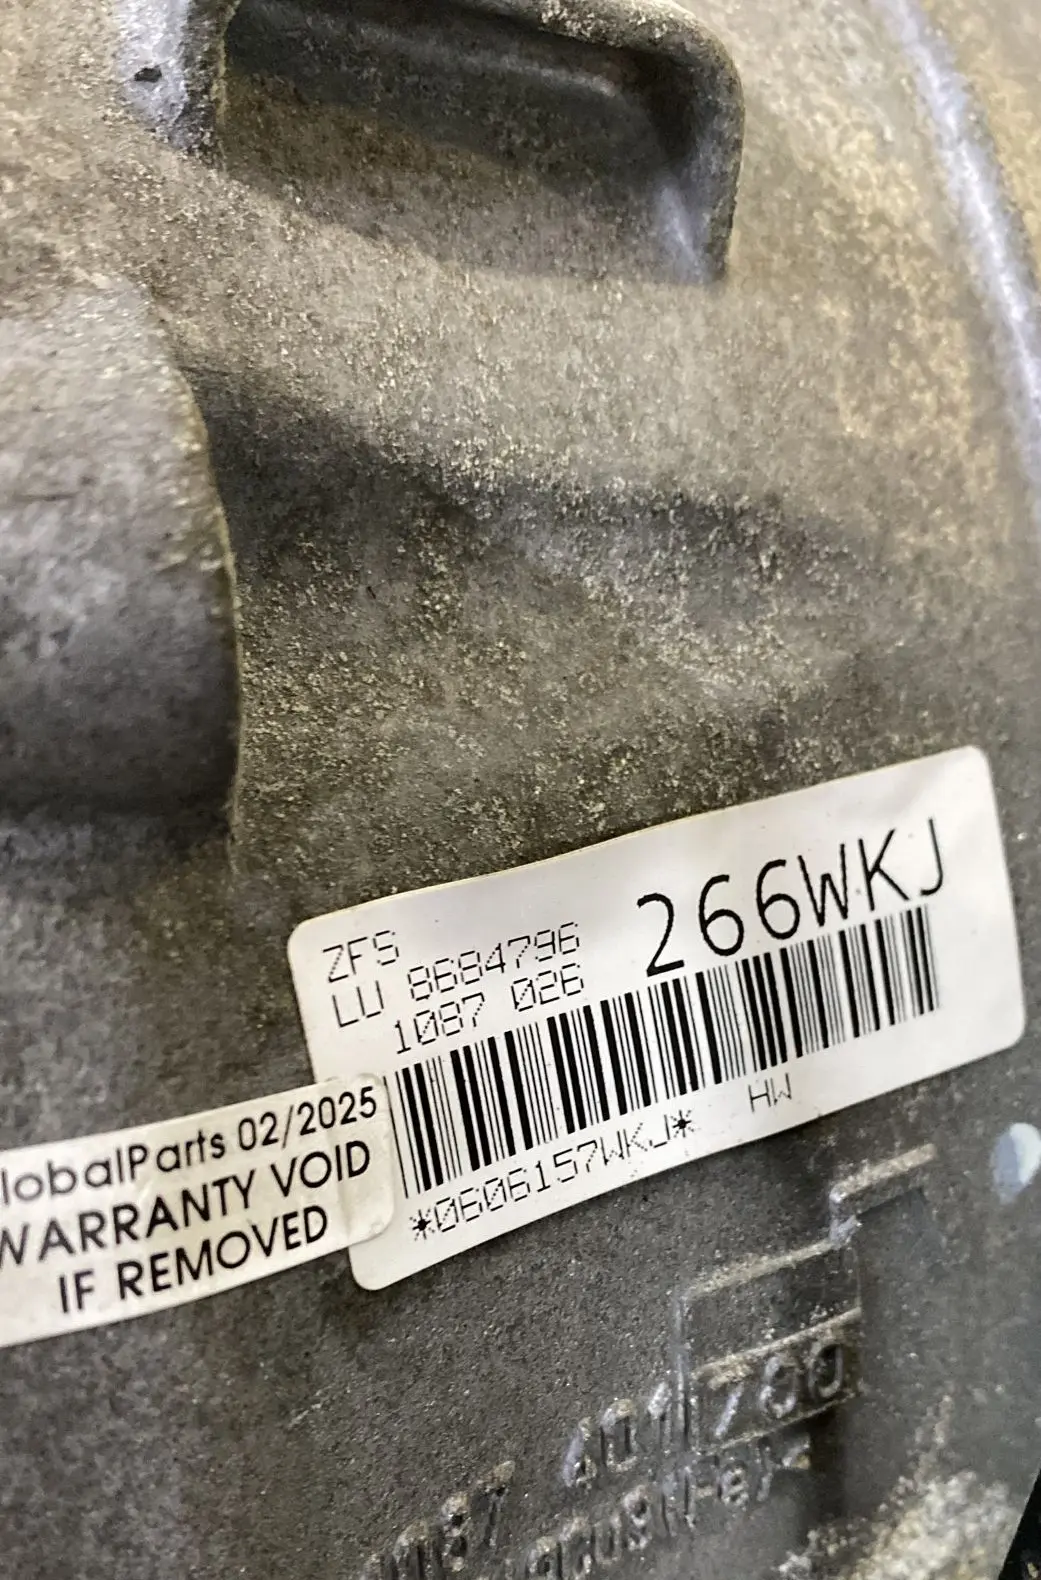 266WKJ
ZFS
LU 8684796
1087 026
HW
*0606157WKJ*
lobalParts 02/2025
WARRANTY VOID
IF REMOVED